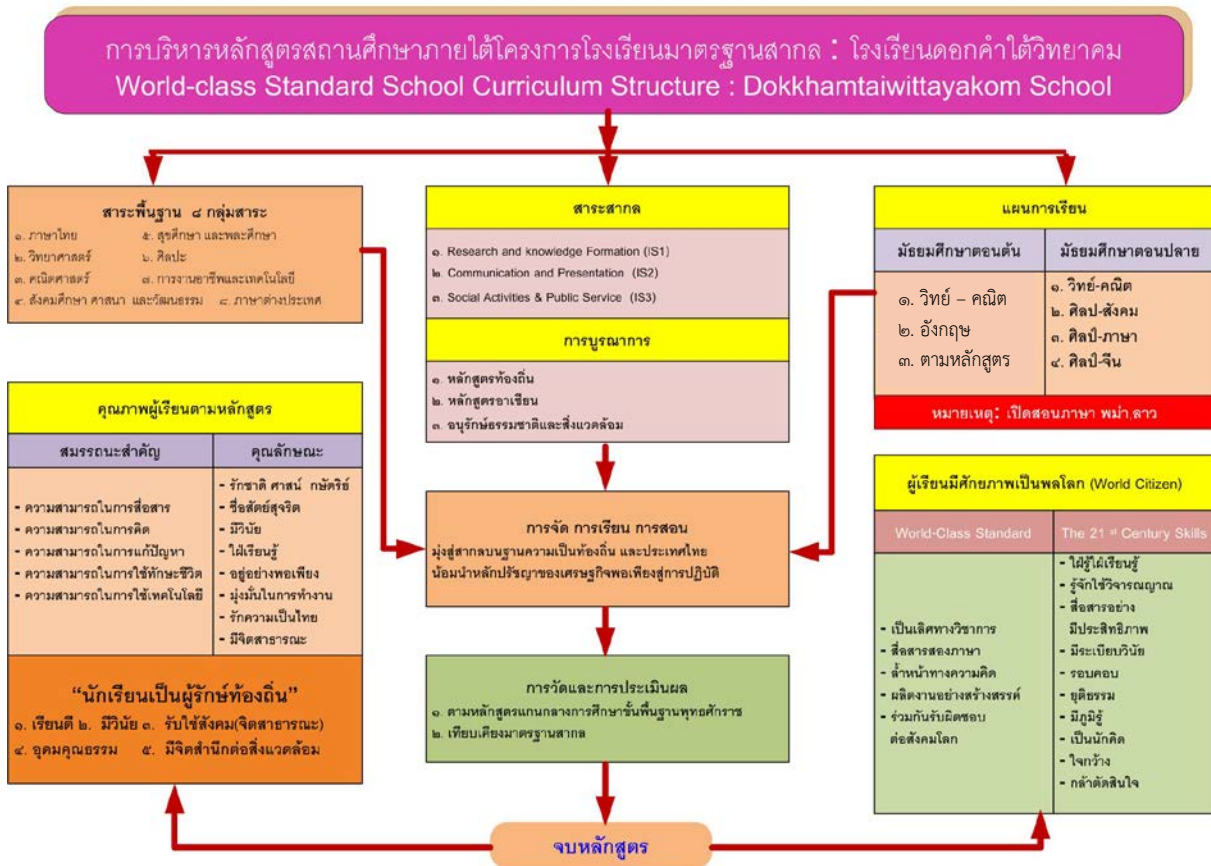 การบริหารหลักสูตรสถานศึกษาภายใต้โครงการโรงเรียนมาตรฐานสากล : โรงเรียนดอกคำใต้วิทยาคม
World-class Standard School Curriculum Structure : Dokkhamtaiwittayakom School
สาระพื้นฐาน ๘ กลุ่มสาระ
๑. ภาษาไทย ๕. สุขศึกษา และพละศึกษา
๒. วิทยาศาสตร์ ๖. ศิลปะ
๓. คณิตศาสตร์ ๗. การงานอาชีพและเทคโนโลยี
๔. สังคมศึกษา ศาสนา และวัฒนธรรม ๘. ภาษาต่างประเทศ
สาระสากล
๑. Research and knowledge Formation (IS1)
๒. Communication and Presentation (IS2)
๓. Social Activities & Public Service (IS3)
การบูรณาการ
๑. หลักสูตรท้องถิ่น
๒. หลักสูตรอาเซียน
๓. อนุรักษ์ธรรมชาติและสิ่งแวดล้อม
แผนการเรียน
มัธยมศึกษาตอนต้น
๑. วิทย์ – คณิต
๒. อังกฤษ
๓. ตามหลักสูตร
มัธยมศึกษาตอนปลาย
๑. วิทย์-คณิต
๒. ศิลป-สังคม
๓. ศิลป์-ภาษา
๔. ศิลป์-จีน
หมายเหตุ: เปิดสอนภาษา พม่า,ลาว
คุณภาพผู้เรียนตามหลักสูตร
สมรรถนะสำคัญ
- ความสามารถในการสื่อสาร
- ความสามารถในการคิด
- ความสามารถในการแก้ปัญหา
- ความสามารถในการใช้ทักษะชีวิต
- ความสามารถในการใช้เทคโนโลยี
คุณลักษณะ
- รักชาติ ศาสน์ กษัตริย์
- ซื่อสัตย์สุจริต
- มีวินัย
- ใฝ่เรียนรู้
- อยู่อย่างพอเพียง
- มุ่งมั่นในการทำงาน
- รักความเป็นไทย
- มีจิตสาธารณะ
“นักเรียนเป็นผู้รักษ์ท้องถิ่น”
๑. เรียนดี ๒. มีวินัย ๓. รับใช้สังคม(จิตสาธารณะ)
๔. อุดมคุณธรรม ๕. มีจิตสำนึกต่อสิ่งแวดล้อม
การจัด การเรียน การสอน
มุ่งสู่สากลบนฐานความเป็นท้องถิ่น และประเทศไทย
น้อมนำหลักปรัชญาของเศรษฐกิจพอเพียงสู่การปฏิบัติ
การวัดและการประเมินผล
๑. ตามหลักสูตรแกนกลางการศึกษาขั้นพื้นฐานพุทธศักราช
๒. เทียบเคียงมาตรฐานสากล
ผู้เรียนมีศักยภาพเป็นพลโลก (World Citizen)
World-Class Standard
- เป็นเลิศทางวิชาการ
- สื่อสารสองภาษา
- ล้ำหน้าทางความคิด
- ผลิตงานอย่างสร้างสรรค์
- ร่วมกันรับผิดชอบ
ต่อสังคมโลก
The 21 st Century Skills
- ใฝ่รู้ใฝ่เรียนรู้
- รู้จักใช้วิจารณญาณ
- สื่อสารอย่าง
มีประสิทธิภาพ
- มีระเบียบวินัย
- รอบคอบ
- ยุติธรรม
- มีภูมิรู้
- เป็นนักคิด
- ใจกว้าง
- กล้าตัดสินใจ
จบหลักสูตร